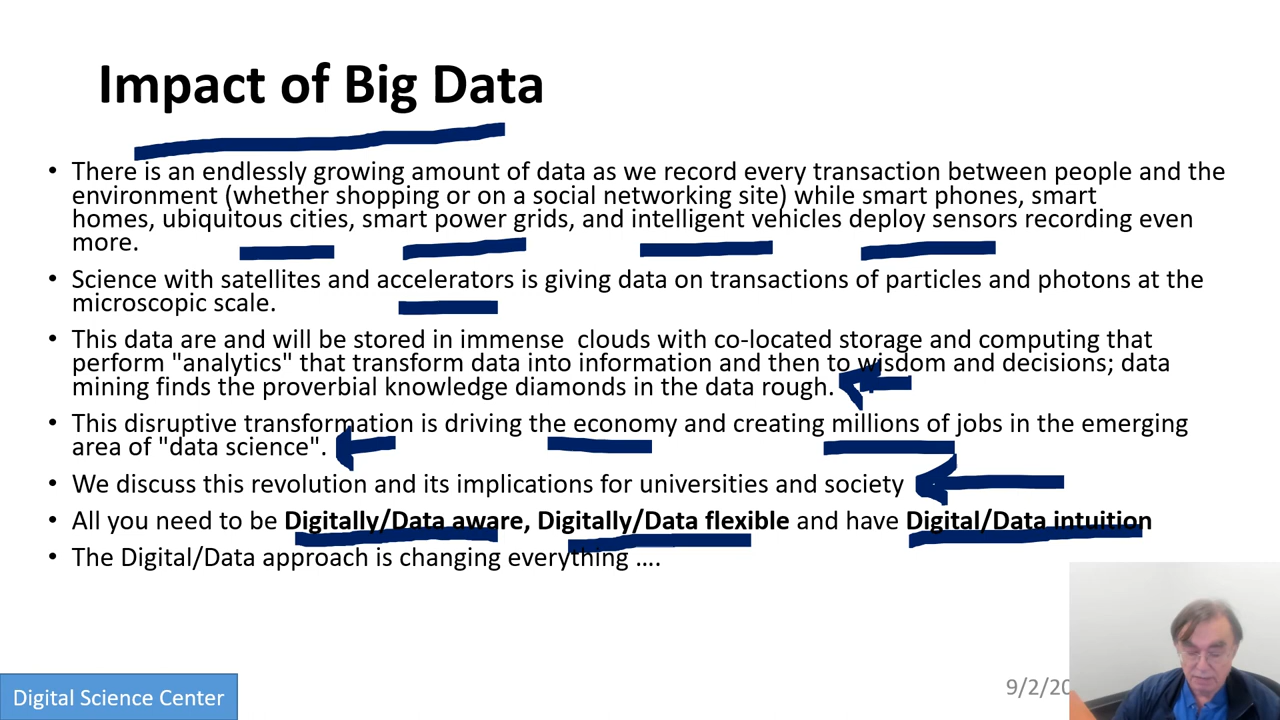 Impact of Big Data
• There is an endlessly growing amount of data as we record every transaction between people and the
environment (whether shopping or on a social networking site) while smart phones, smart
homes, ubiquitous cities, smart power grids, and intelligent vehicles deploy sensors recording even
more.
• Science with satellites and accelerators is giving data on transactions of particles and photons at the
microscopic scale.
• This data are and will be stored in immense  clouds with co-located storage and computing that
perform "analytics" that transform data into information and then to wisdom and decisions; data
mining finds the proverbial knowledge diamonds in the data rough.
• This disruptive transformation is driving the economy and creating millions of jobs in the emerging
area of "data science".
• We discuss this revolution and its implications for universities and society
• All you need to be Digitally/Data aware, Digitally/Data flexible and have Digital/Data intuition
• The Digital/Data approach is changing everything ....
Digital Science Center
9/2/20